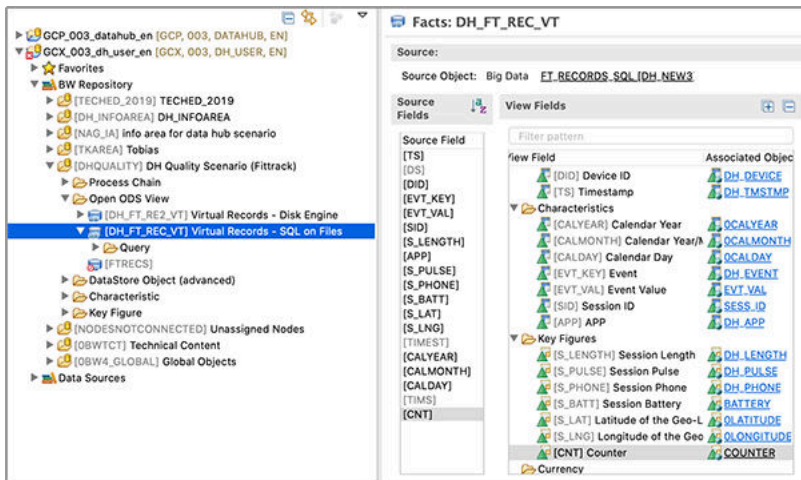 GCP_003_datahub_en [GCP, 003, DATAHUB, EN]
GCX_003_dh_user_en [GCX, 003, DH_USER, EN]
Favorites
BW Repository
[TECHED_2019] TECHED_2019
[DH_INFOAREA] DH_INFOAREA
[NAG_IA] info area for data hub scenario
[TKAREA] Tobias
[DHQUALITY] DH Quality Scenario (Fittrack)
Process Chain
Open ODS View
[DH_FT_RE2_VT] Virtual Records - Disk Engine
[DH_FT_REC_VT] Virtual Records - SQL on Files
Query
[FTRECS]
DataStore Object (advanced)
Characteristic
Key Figure
[NODESNOTCONNECTED] Unassigned Nodes
[0BWTCT] Technical Content
[0BW4_GLOBAL] Global Objects
Data Sources
Facts: DH_FT_REC_VT
Source:
Source Object: Big Data FT_RECORDS_SQL [DH_NEW3
Source Fields
Source Field
[TS]
[DS]
[DID]
[EVT_KEY]
[EVT_VAL]
[SID]
[S_LENGTH]
[APP]
[S_PULSE]
[S_PHONE]
[S_BATT]
[S_LAT]
[S_LNG]
[TIMEST]
[CALYEAR]
[CALMONTH]
[CALDAY]
[TIMS]
[CNT]
View Fields
Filter pattern
View Field Associated Objec
[DID] Device ID DH_DEVICE
[TS] Timestamp DH_TMSTMP
Characteristics
[CALYEAR] Calendar Year 0CALYEAR
[CALMONTH] Calendar Year/M 0CALMONTH
[CALDAY] Calendar Day 0CALDAY
[EVT_KEY] Event DH_EVENT
[EVT_VAL] Event Value EVT_VAL
[SID] Session ID SESS_ID
[APP] APP DH_APP
Key Figures
[S_LENGTH] Session Length DH_LENGTH
[S_PULSE] Session Pulse DH_PULSE
[S_PHONE] Session Phone DH_PHONE
[S_BATT] Session Battery BATTERY
[S_LAT] Latitude of the Geo-L 0LATITUDE
[S_LNG] Longitude of the Geo 0LONGITUDE
[CNT] Counter COUNTER
Currency